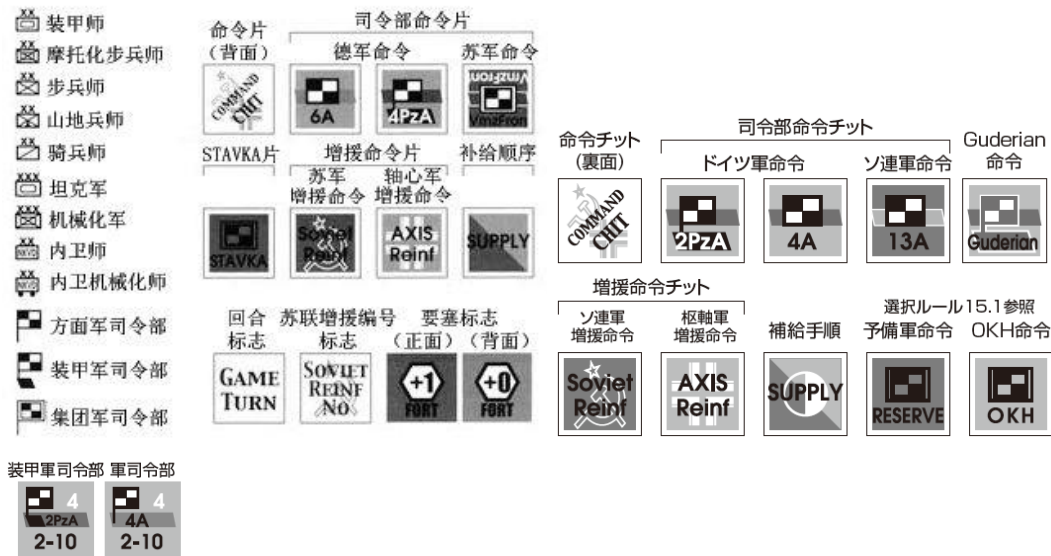 装甲师
摩托化步兵师
步兵师
山地兵师
骑兵师
坦克军
机械化军
内卫师
内卫机械化师
方面军司令部
装甲军司令部
集团军司令部
装甲軍司令部 軍司令部
4 4
2PzA 4A
2-10 2-10
命令片
(背面)
司令部命令片
德军命令 苏军命令
COMMAND
CHIT
6A 4PzA VmzFron
VmzFron
STAVKA片 增援命令片 补给顺序
苏军
增援命令
轴心军
增援命令
STAVKA
Soviet
Reinf
AXIS
Reinf
SUPPLY
回合
标志
苏联增援编号
标志
要塞标志
(正面) (背面)
GAME
TURN
SOVIET
REINF
NO
+1
FORT
+0
FORT
命令チット
(裏面)
司令部命令チット
ドイツ軍命令 ソ連軍命令
Guderian
命令
COMMAND
CHIT
2PzA 4A 13A Guderian
増援命令チット
ソ連軍
増援命令
枢軸軍
増援命令
補給手順
選択ルール15.1参照
予備軍命令 OKH命令
Soviet
Reinf
AXIS
Reinf
SUPPLY
RESERVE
OKH